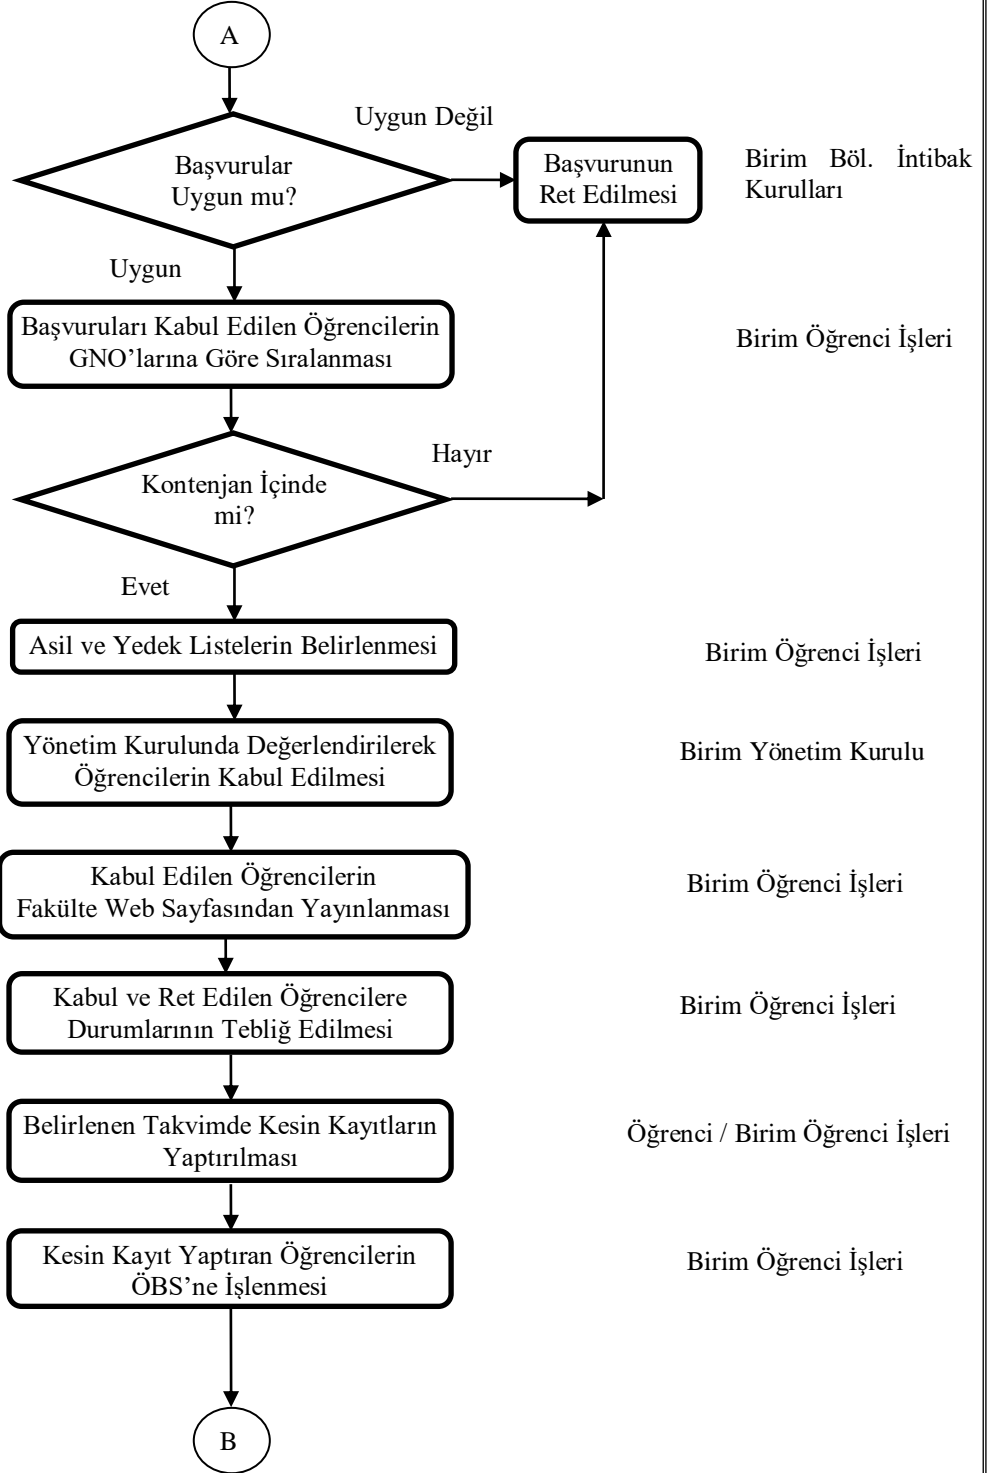 A
Uygun Değil
Başvurular
Uygun mu?
Başvurunun
Ret Edilmesi
Birim Böl. İntibak
Kurulları
Uygun
Başvuruları Kabul Edilen Öğrencilerin
GNO’larına Göre Sıralanması
Birim Öğrenci İşleri
Hayır
Kontenjan İçinde
mi?
Evet
Asil ve Yedek Listelerin Belirlenmesi
Birim Öğrenci İşleri
Yönetim Kurulunda Değerlendirilerek
Öğrencilerin Kabul Edilmesi
Birim Yönetim Kurulu
Kabul Edilen Öğrencilerin
Fakülte Web Sayfasından Yayınlanması
Birim Öğrenci İşleri
Kabul ve Ret Edilen Öğrencilere
Durumlarının Tebliğ Edilmesi
Birim Öğrenci İşleri
Belirlenen Takvimde Kesin Kayıtların
Yaptırılması
Öğrenci / Birim Öğrenci İşleri
Kesin Kayıt Yaptıran Öğrencilerin
ÖBS’ne İşlenmesi
Birim Öğrenci İşleri
B